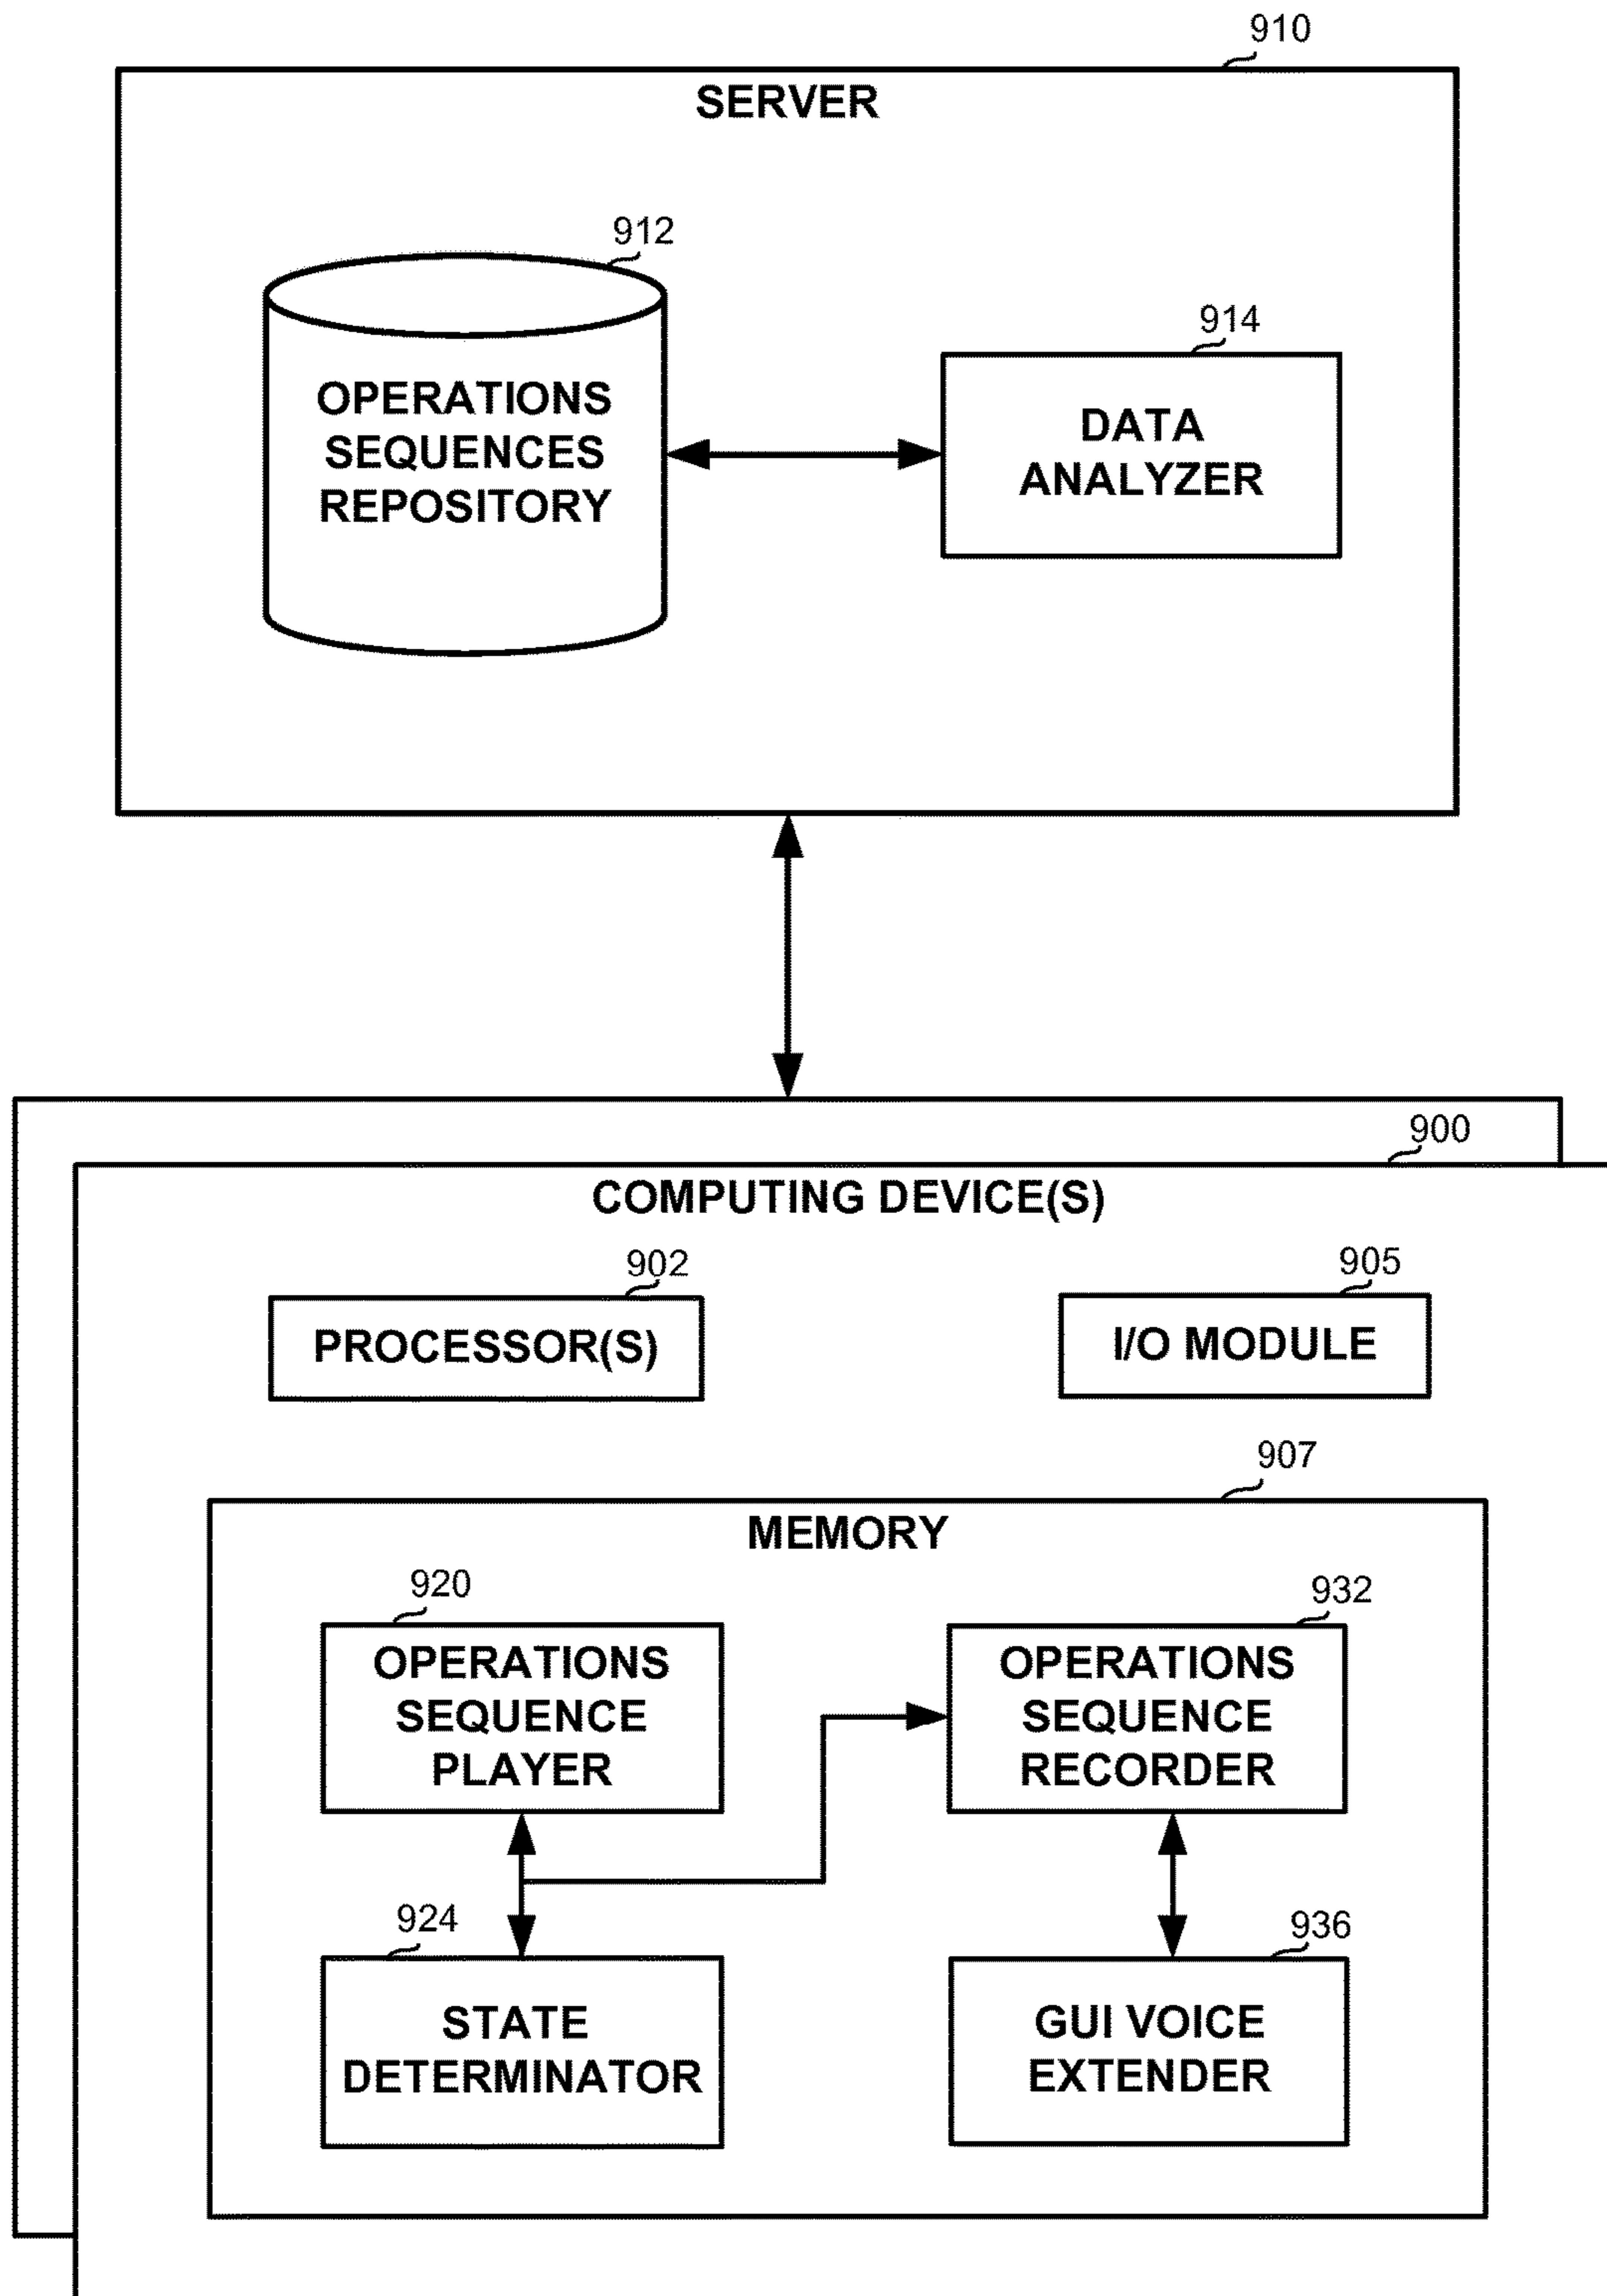 910
SERVER
912
OPERATIONS
SEQUENCES
REPOSITORY
914
DATA
ANALYZER
900
COMPUTING DEVICE(S)
902
PROCESSOR(S)
905
I/O MODULE
907
MEMORY
920
OPERATIONS
SEQUENCE
PLAYER
932
OPERATIONS
SEQUENCE
RECORDER
924
STATE
DETERMINATOR
936
GUI VOICE
EXTENDER